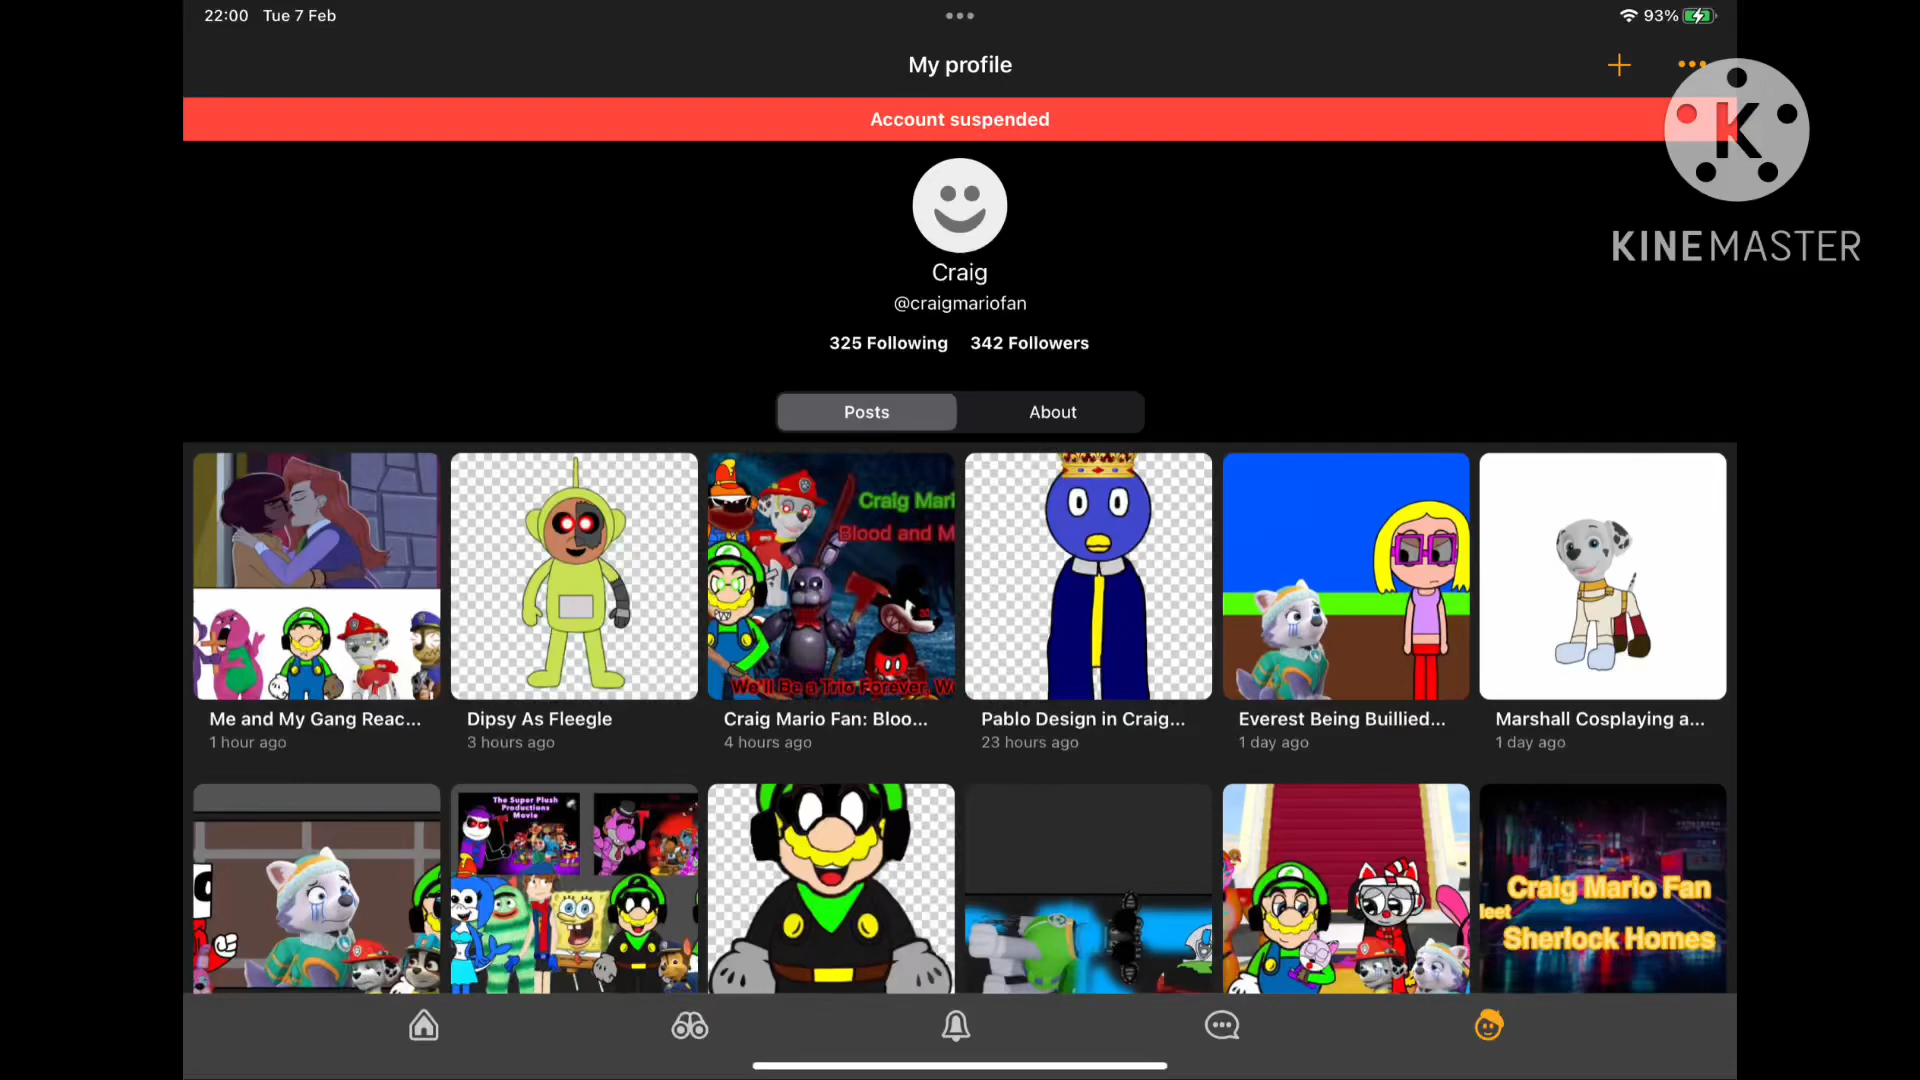 22:00 Tue 7 Feb
93%
My profile
Account suspended
K
KINEMASTER
Craig
@craigmariofan
325 Following 342 Followers
Posts About
Craig Mari
Blood and M
We'll Be a Trio Forever, W
Me and My Gang Reac...
1 hour ago
Dipsy As Fleegle
3 hours ago
Craig Mario Fan: Bloo...
4 hours ago
Pablo Design in Craig...
23 hours ago
Everest Being Buillied...
1 day ago
Marshall Cosplaying a...
1 day ago
The Super Plush
Productions
Movie
Craig Mario Fan
leet
Sherlock Homes